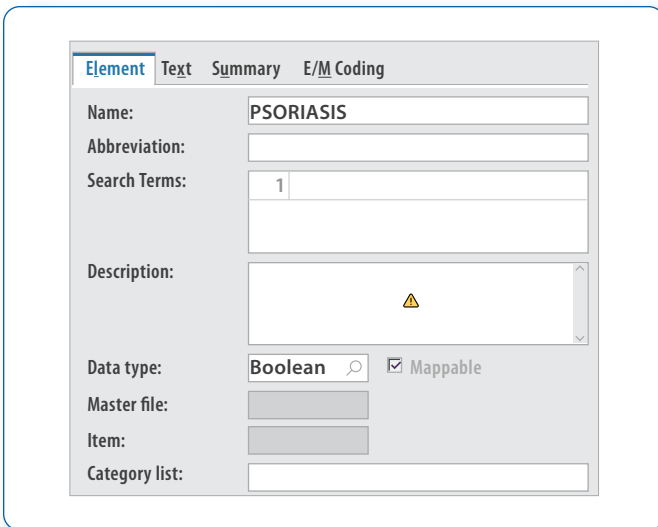 Element Text Summary E/M Coding
Name: PSORIASIS
Abbreviation:
Search Terms: 1
Description:
Data type: Boolean Mappable
Master file:
Item:
Category list: